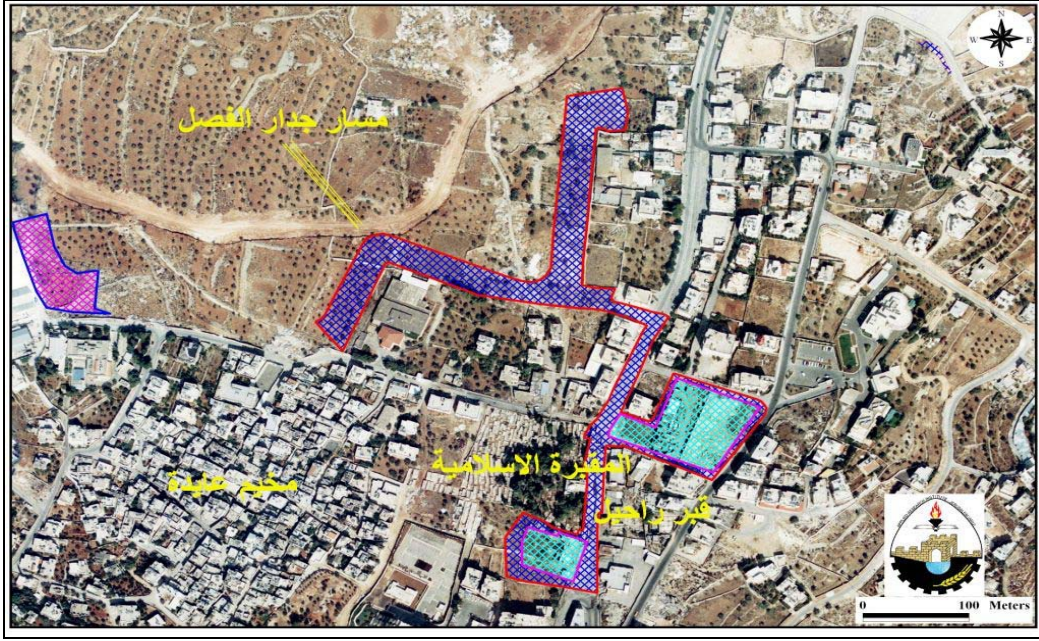 N
W E
S
مسار جدار الفصل
المقبرة الاسلامية
مخيم عايدة
قبر راحيل
0 100 Meters